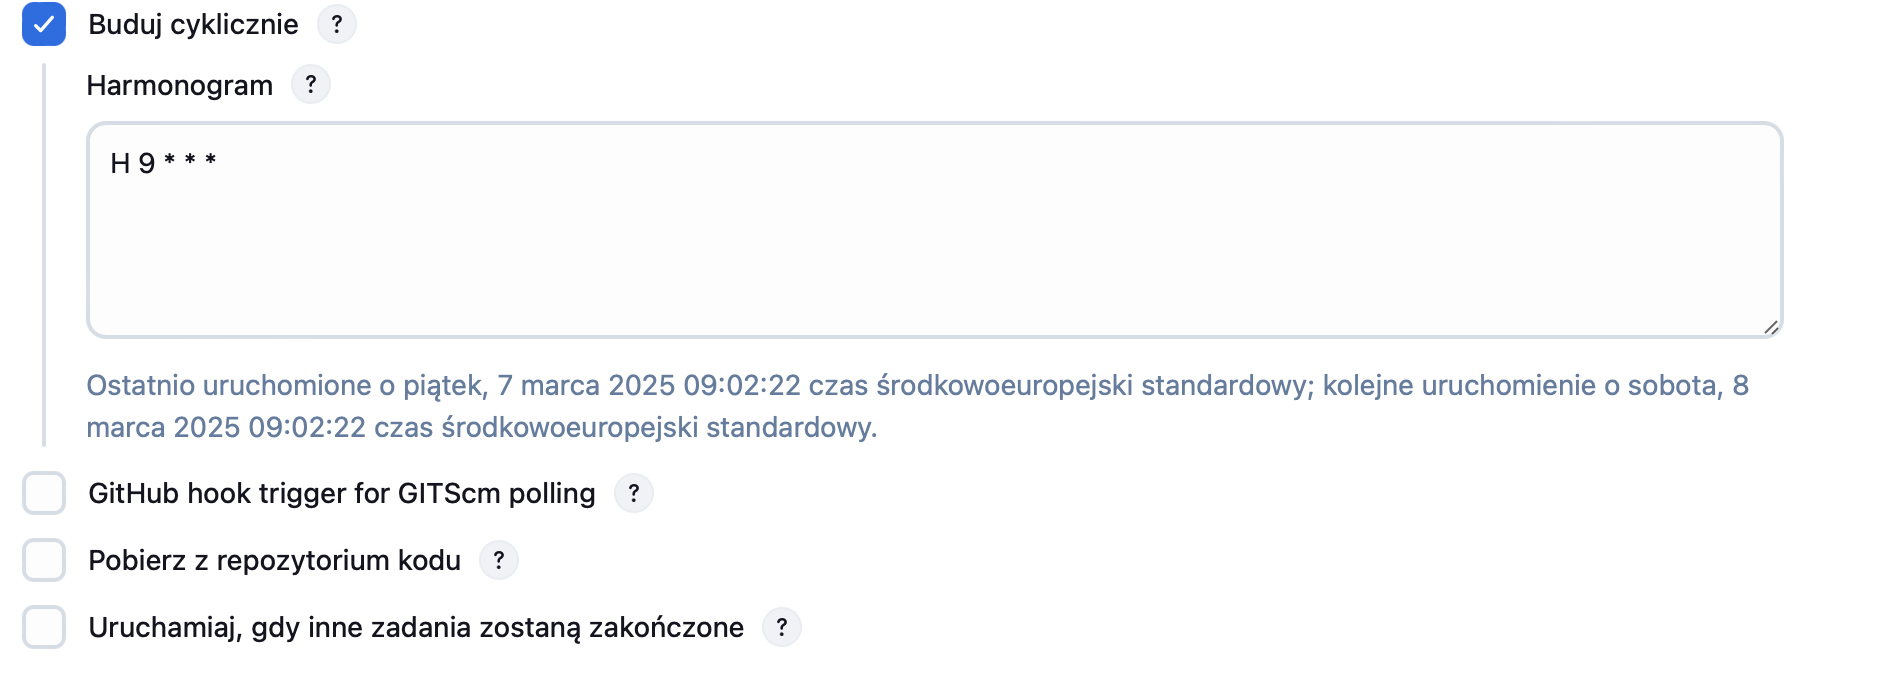 Buduj cyklicznie ?
Harmonogram ?
H 9 * * *
Ostatnio uruchomione o piątek, 7 marca 2025 09:02:22 czas środkowoeuropejski standardowy; kolejne uruchomienie o sobota, 8
marca 2025 09:02:22 czas środkowoeuropejski standardowy.
GitHub hook trigger for GITScm polling ?
Pobierz z repozytorium kodu ?
Uruchamiaj, gdy inne zadania zostaną zakończone ?